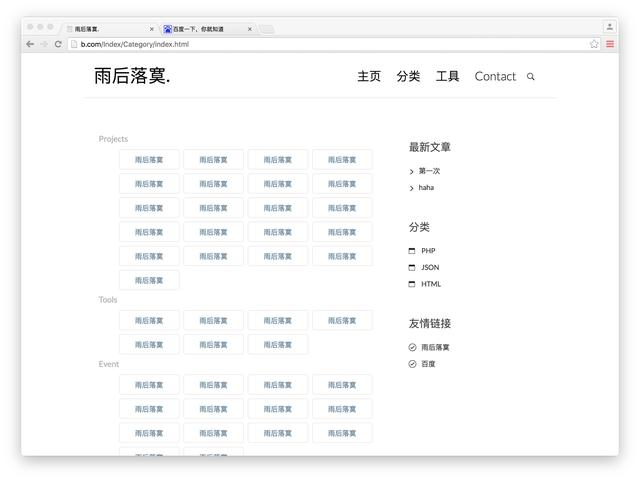 雨后落寞.
百度一下，你就知道
b.com/Index/Category/index.html
雨后落寞.
主页 分类 工具 Contact
Projects
雨后落寞 雨后落寞 雨后落寞 雨后落寞
雨后落寞 雨后落寞 雨后落寞 雨后落寞
雨后落寞 雨后落寞 雨后落寞 雨后落寞
雨后落寞 雨后落寞 雨后落寞 雨后落寞
雨后落寞 雨后落寞 雨后落寞 雨后落寞
雨后落寞
Tools
雨后落寞 雨后落寞 雨后落寞 雨后落寞
雨后落寞 雨后落寞 雨后落寞
Event
雨后落寞 雨后落寞 雨后落寞 雨后落寞
雨后落寞 雨后落寞 雨后落寞 雨后落寞
雨后落寞 雨后落寞 雨后落寞 雨后落寞
雨后落寞 雨后落寞
最新文章
第一次
haha
分类
PHP
JSON
HTML
友情链接
雨后落寞
百度